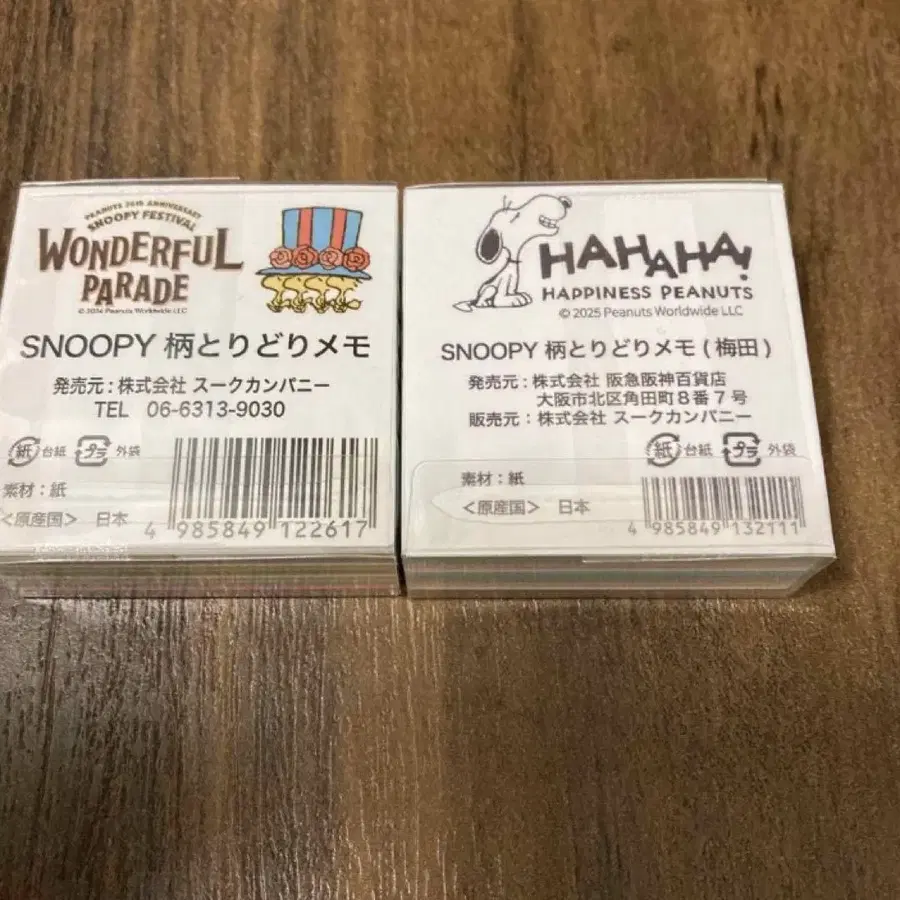 PEANUTS 75th ANNIVERSARY
SNOOPY FESTIVAL
WONDERFUL
PARADE
© 2024 Peanuts Worldwide LLC
SNOOPY 柄とりどりメモ
発売元 : 株式会社 スークカンパニー
TEL 06-6313-9030
紙 台紙 プラ 外袋
素材 : 紙
<原産国> 日本
4 985849 122617
HAHAHA!
HAPPINESS PEANUTS
© 2025 Peanuts Worldwide LLC
SNOOPY 柄とりどりメモ ( 梅田 )
発売元 : 株式会社 阪急阪神百貨店
大阪市北区角田町8番7号
販売元 : 株式会社 スークカンパニー
紙 台紙 プラ 外袋
素材 : 紙
<原産国> 日本
4 985849 132111